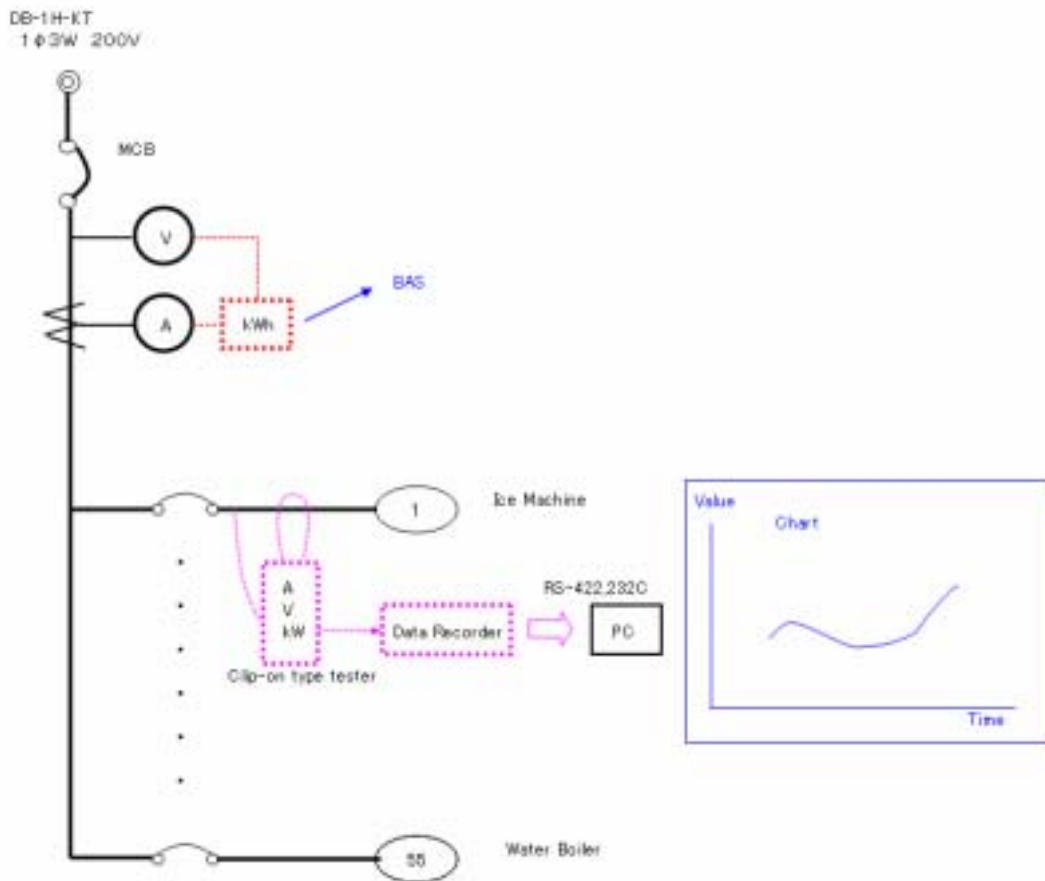 DB-1H-KT
1φ3W 200V
MCB
V
BAS
A
kWh
1
Ice Machine
Value
Chart
A
V
kW
RS-422,232C
Data Recorder
PC
Clip-on type tester
Time
55
Water Boiler